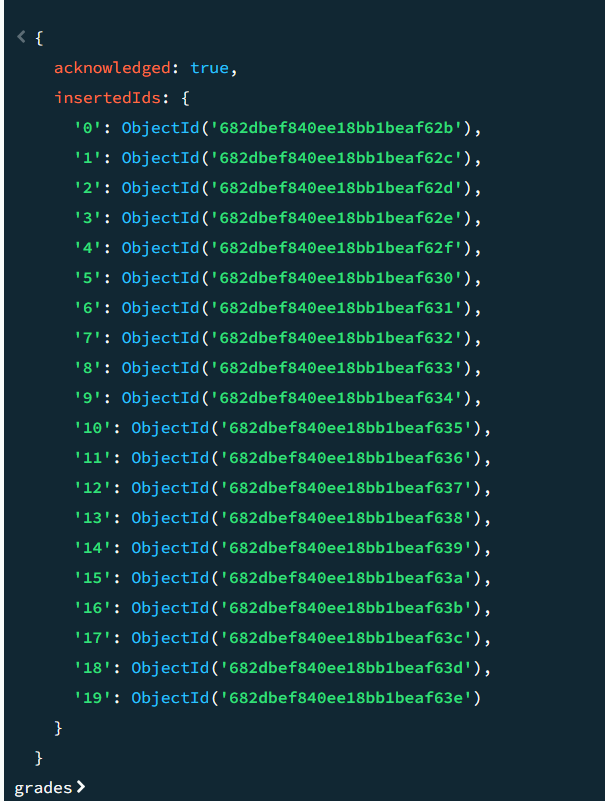 {
acknowledged: true,
insertedIds: {
'0': ObjectId('682dbef840ee18bb1beaf62b'),
'1': ObjectId('682dbef840ee18bb1beaf62c'),
'2': ObjectId('682dbef840ee18bb1beaf62d'),
'3': ObjectId('682dbef840ee18bb1beaf62e'),
'4': ObjectId('682dbef840ee18bb1beaf62f'),
'5': ObjectId('682dbef840ee18bb1beaf630'),
'6': ObjectId('682dbef840ee18bb1beaf631'),
'7': ObjectId('682dbef840ee18bb1beaf632'),
'8': ObjectId('682dbef840ee18bb1beaf633'),
'9': ObjectId('682dbef840ee18bb1beaf634'),
'10': ObjectId('682dbef840ee18bb1beaf635'),
'11': ObjectId('682dbef840ee18bb1beaf636'),
'12': ObjectId('682dbef840ee18bb1beaf637'),
'13': ObjectId('682dbef840ee18bb1beaf638'),
'14': ObjectId('682dbef840ee18bb1beaf639'),
'15': ObjectId('682dbef840ee18bb1beaf63a'),
'16': ObjectId('682dbef840ee18bb1beaf63b'),
'17': ObjectId('682dbef840ee18bb1beaf63c'),
'18': ObjectId('682dbef840ee18bb1beaf63d'),
'19': ObjectId('682dbef840ee18bb1beaf63e')
}
}
grades>